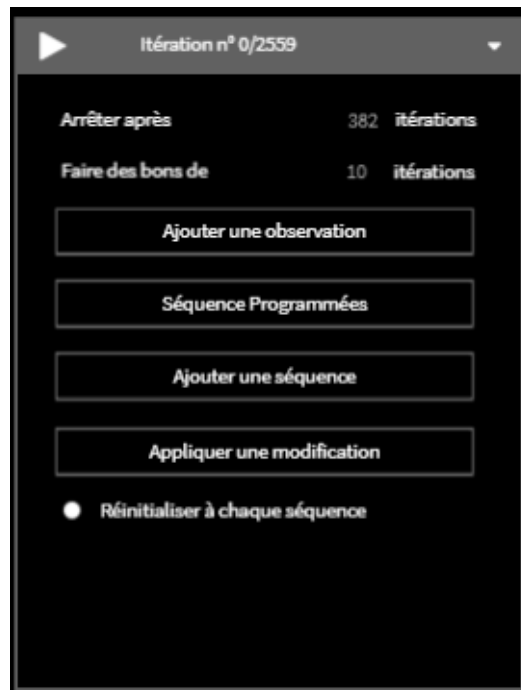 Itération n° 0/2559
Arrêter après 382 itérations
Faire des bons de 10 itérations
Ajouter une observation
Séquence Programmées
Ajouter une séquence
Appliquer une modification
Réinitialiser à chaque séquence